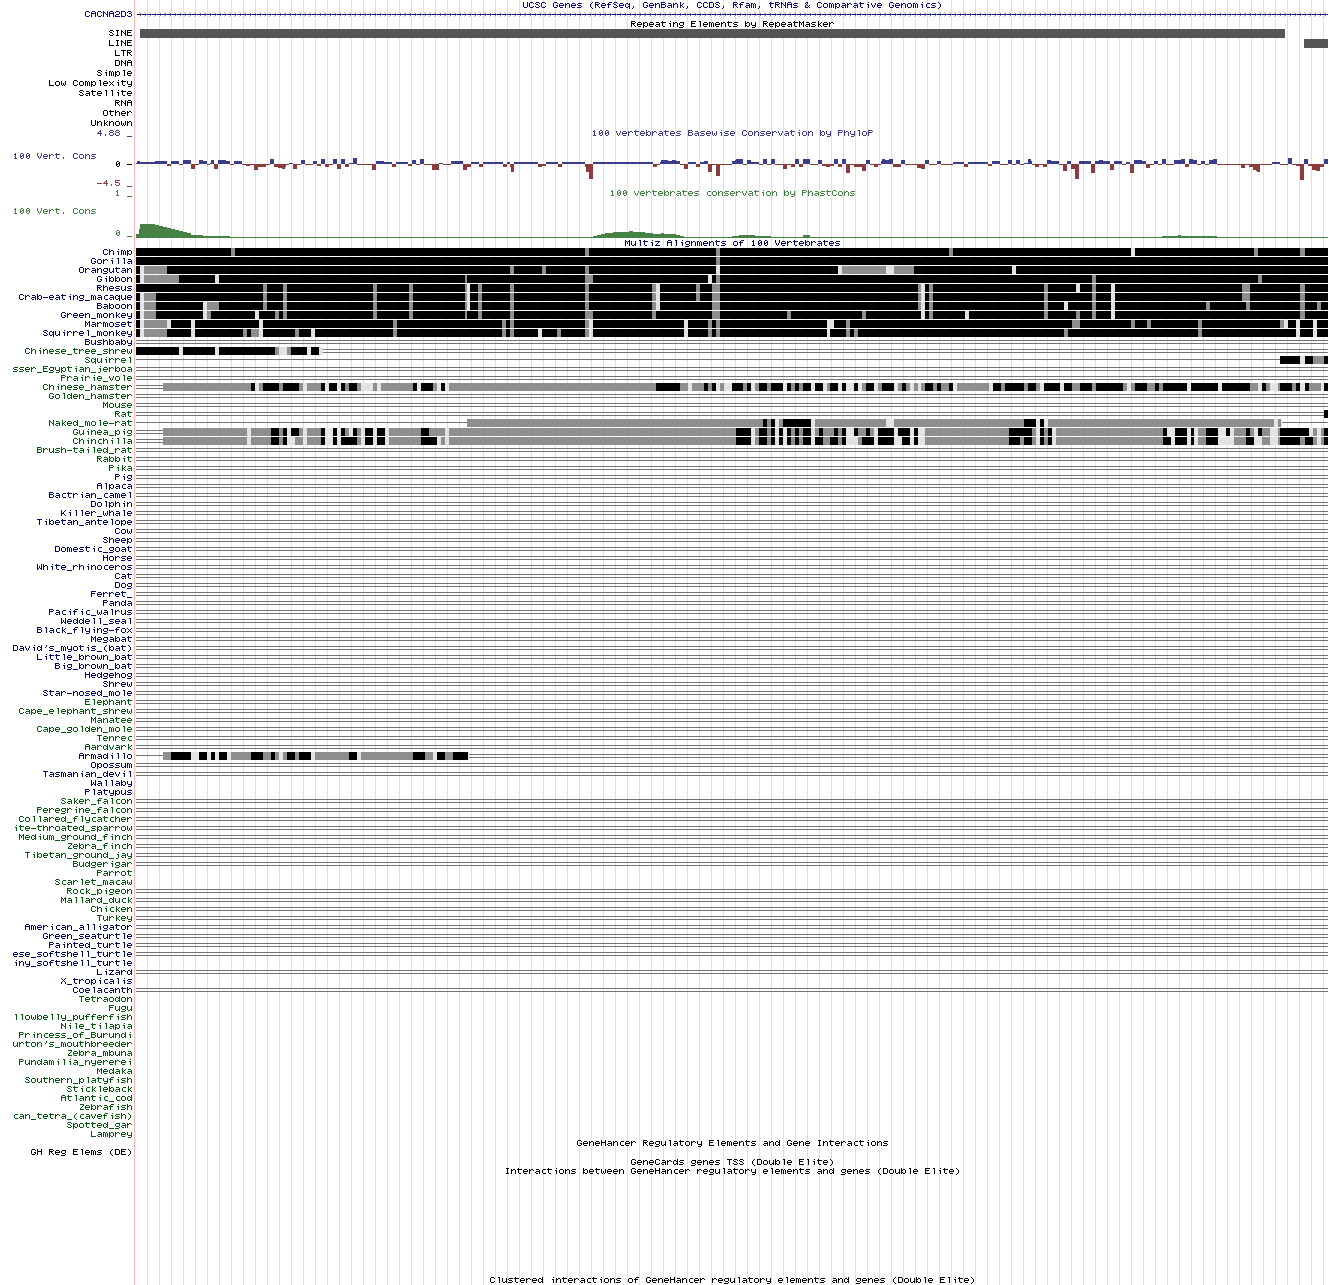 UCSC Genes (RefSeq, GenBank, CCDS, Rfam, tRNAs & Comparative Genomics)
CACNA2D3
Repeating Elements by RepeatMasker
SINE
LINE
LTR
DNA
Simple
Low Complexity
Satellite
RNA
Other
Unknown
4.88 _
100 vertebrates Basewise Conservation by PhyloP
100 Vert. Cons
0 _
-4.5 _
100 vertebrates conservation by PhastCons
1 _
100 Vert. Cons
0 _
Multiz Alignments of 100 Vertebrates
Chimp
Gorilla
Orangutan
Gibbon
Rhesus
Crab-eating_macaque
Baboon
Green_monkey
Marmoset
Squirrel_monkey
Bushbaby
Chinese_tree_shrew
Squirrel
sser_Egyptian_jerboa
Prairie_vole
Chinese_hamster
Golden_hamster
Mouse
Rat
Naked_mole-rat
Guinea_pig
Chinchilla
Brush-tailed_rat
Rabbit
Pika
Pig
Alpaca
Bactrian_camel
Dolphin
Killer_whale
Tibetan_antelope
Cow
Sheep
Domestic_goat
Horse
White_rhinoceros
Cat
Dog
Ferret_
Panda
Pacific_walrus
Weddell_seal
Black_flying-fox
Megabat
David's_myotis_(bat)
Little_brown_bat
Big_brown_bat
Hedgehog
Shrew
Star-nosed_mole
Elephant
Cape_elephant_shrew
Manatee
Cape_golden_mole
Tenrec
Aardvark
Armadillo
Opossum
Tasmanian_devil
Wallaby
Platypus
Saker_falcon
Peregrine_falcon
Collared_flycatcher
ite-throated_sparrow
Medium_ground_finch
Zebra_finch
Tibetan_ground_jay
Budgerigar
Parrot
Scarlet_macaw
Rock_pigeon
Mallard_duck
Chicken
Turkey
American_alligator
Green_seaturtle
Painted_turtle
ese_softshell_turtle
iny_softshell_turtle
Lizard
X_tropicalis
Coelacanth
Tetraodon
Fugu
llowbelly_pufferfish
Nile_tilapia
Princess_of_Burundi
urton's_mouthbreeder
Zebra_mbuna
Pundamilia_nyererei
Medaka
Southern_platyfish
Stickleback
Atlantic_cod
Zebrafish
can_tetra_(cavefish)
Spotted_gar
Lamprey
GeneHancer Regulatory Elements and Gene Interactions
GH Reg Elems (DE)
GeneCards genes TSS (Double Elite)
Interactions between GeneHancer regulatory elements and genes (Double Elite)
Clustered interactions of GeneHancer regulatory elements and genes (Double Elite)